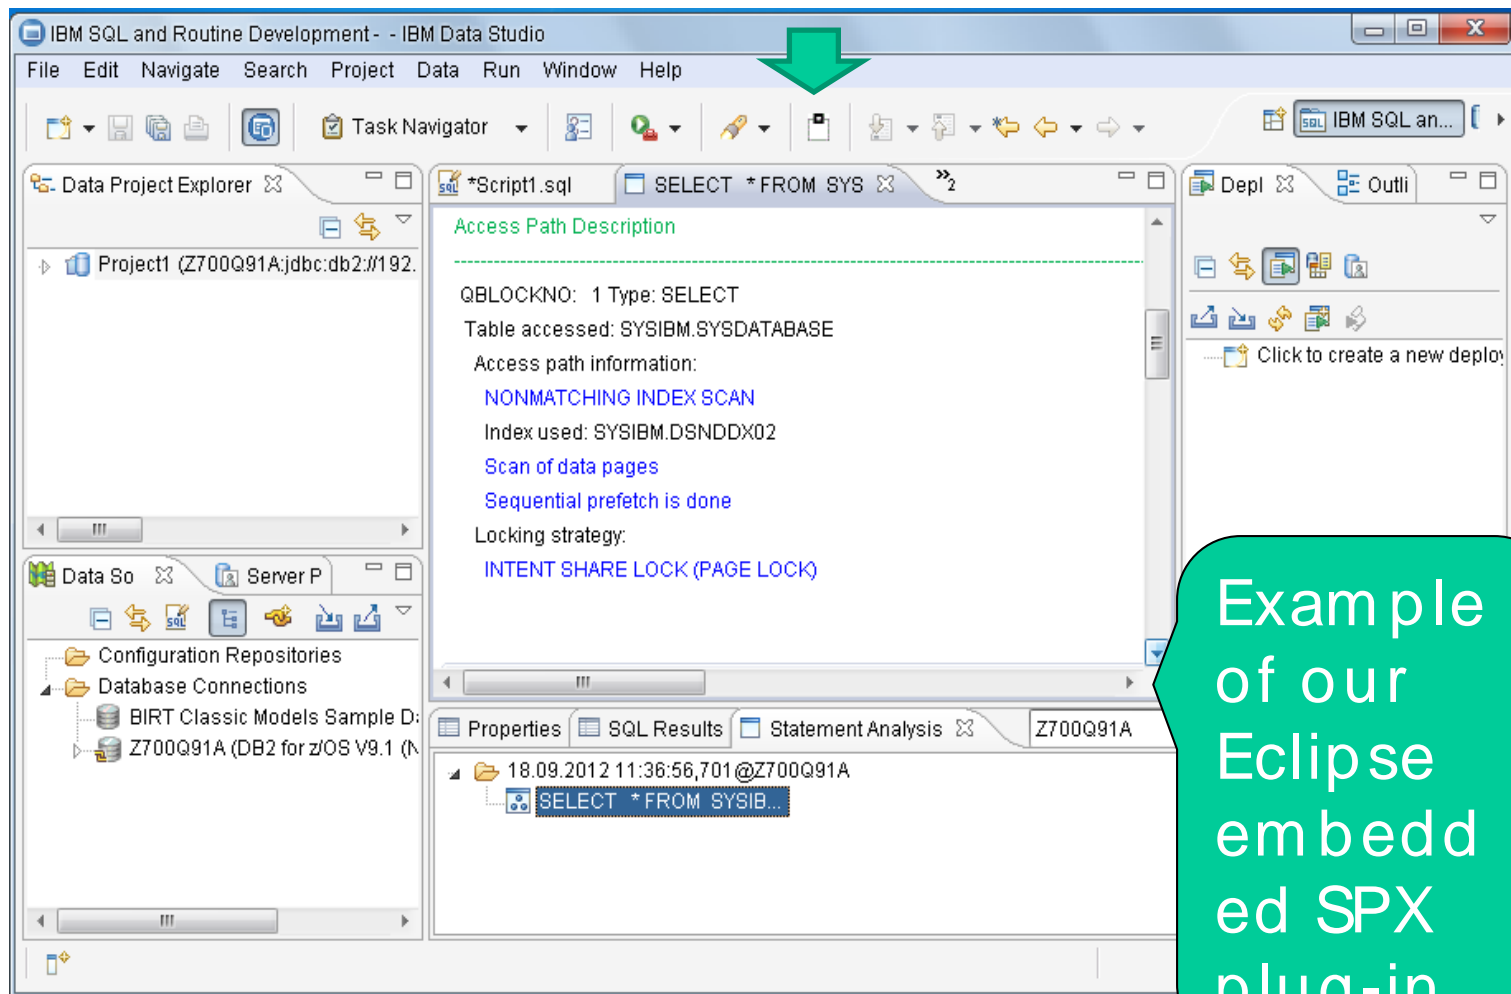 IBM SQL and Routine Development - - IBM Data Studio
File Edit Navigate Search Project Data Run Window Help
Task Navigator
IBM SQL an...
Data Project Explorer
Project1 (Z700Q91A:jdbc:db2://192.
*Script1.sql
SELECT * FROM SYS
»2
Access Path Description
QBLOCKNO: 1 Type: SELECT
Table accessed: SYSIBM.SYSDATABASE
Access path information:
NONMATCHING INDEX SCAN
Index used: SYSIBM.DSNDDX02
Scan of data pages
Sequential prefetch is done
Locking strategy:
INTENT SHARE LOCK (PAGE LOCK)
Depl
Outli
Click to create a new deploy
Data So
Server P
Configuration Repositories
Database Connections
BIRT Classic Models Sample D
Z700Q91A (DB2 for z/OS V9.1 (N
Properties
SQL Results
Statement Analysis
Z700Q91A
18.09.2012 11:36:56,701@Z700Q91A
SELECT * FROM SYSIB...
Example
of our
Eclipse
embedd
ed SPX
plug-in